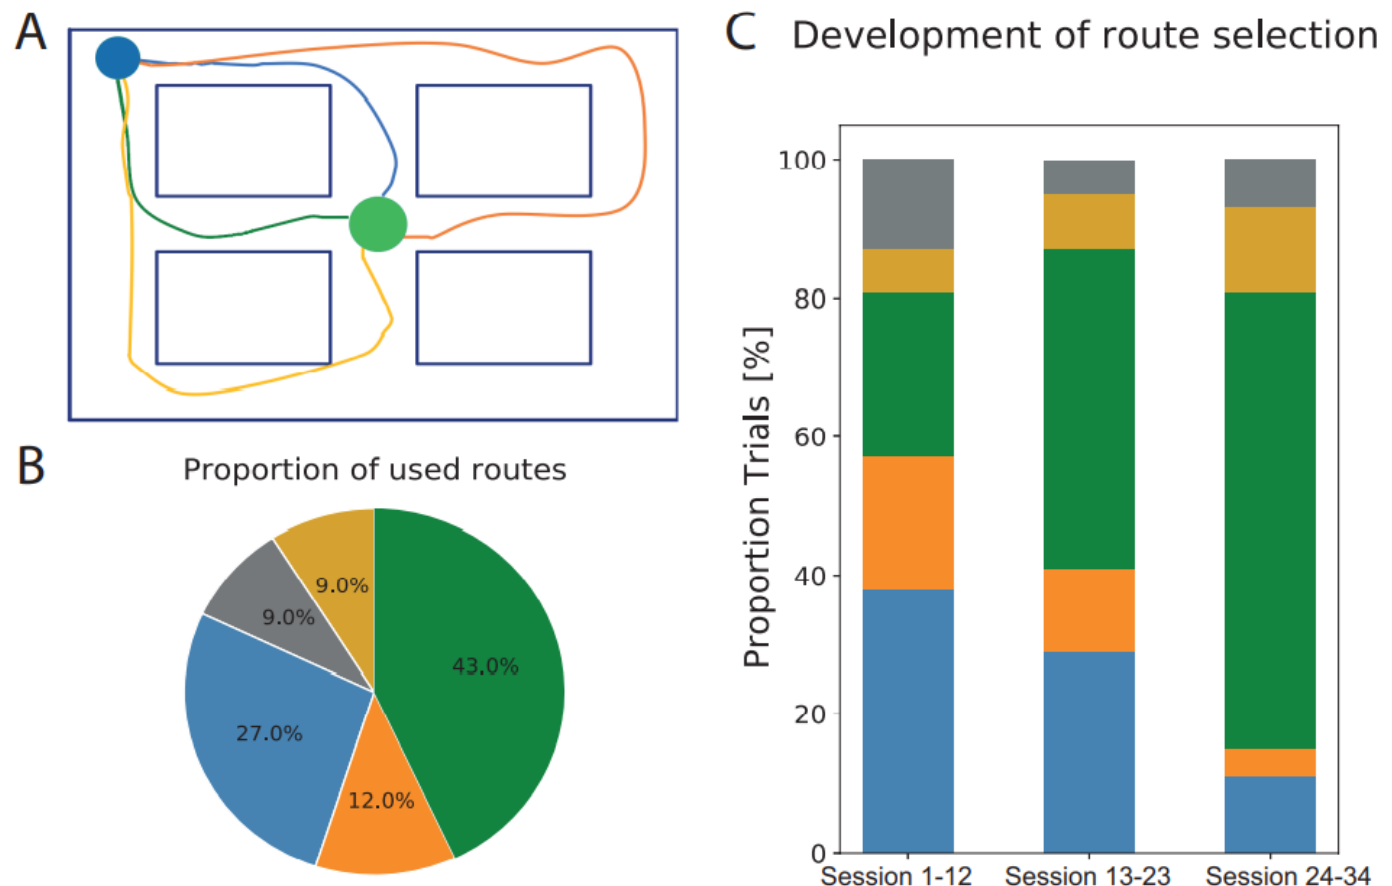 A
B
Proportion of used routes
9.0%
9.0%
43.0%
27.0%
12.0%
C
Development of route selection
Proportion Trials [%]
100
80
60
40
20
0
Session 1-12
Session 13-23
Session 24-34